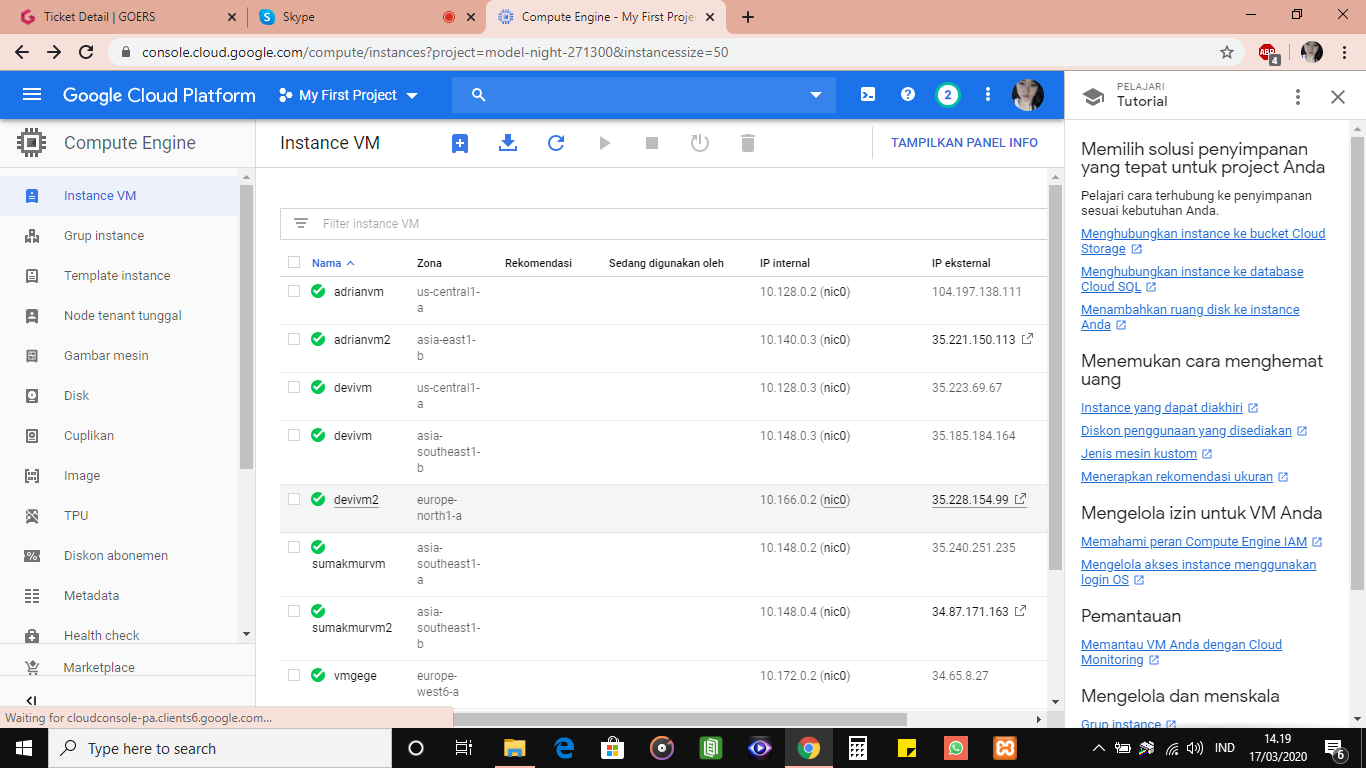 Ticket Detail | GOERS
Skype
Compute Engine - My First Proje
console.cloud.google.com/compute/instances?project=model-night-271300&instancessize=50
ABP
4
Google Cloud Platform
My First Project
2
PELAJARI
Tutorial
Compute Engine
Instance VM
TAMPILKAN PANEL INFO
Instance VM
Grup instance
Template instance
Node tenant tunggal
Gambar mesin
Disk
Cuplikan
Image
TPU
Diskon abonemen
Metadata
Health check
Marketplace
Filter instance VM
Nama Zona Rekomendasi Sedang digunakan oleh IP internal IP eksternal
adrianvm us-central1- 10.128.0.2 (nic0) 104.197.138.111
a
adrianvm2 asia-east1- 10.140.0.3 (nic0) 35.221.150.113
b
devivm us-central1- 10.128.0.3 (nic0) 35.223.69.67
a
devivm asia- 10.148.0.3 (nic0) 35.185.184.164
southeast1-
b
devivm2 europe- 10.166.0.2 (nic0) 35.228.154.99
north1-a
asia- 10.148.0.2 (nic0) 35.240.251.235
sumakmurvm southeast1-
a
asia- 10.148.0.4 (nic0) 34.87.171.163
sumakmurvm2 southeast1-
b
vmgege europe- 10.172.0.2 (nic0) 34.65.8.27
west6-a
Memilih solusi penyimpanan
yang tepat untuk project Anda
Pelajari cara terhubung ke penyimpanan
sesuai kebutuhan Anda.
Menghubungkan instance ke bucket Cloud
Storage
Menghubungkan instance ke database
Cloud SQL
Menambahkan ruang disk ke instance
Anda
Menemukan cara menghemat
uang
Instance yang dapat diakhiri
Diskon penggunaan yang disediakan
Jenis mesin kustom
Menerapkan rekomendasi ukuran
Mengelola izin untuk VM Anda
Memahami peran Compute Engine IAM
Mengelola akses instance menggunakan
login OS
Pemantauan
Memantau VM Anda dengan Cloud
Monitoring
Mengelola dan menskala
Grup instance
Waiting for cloudconsole-pa.clients6.google.com...
Type here to search
IND
14.19
17/03/2020
6